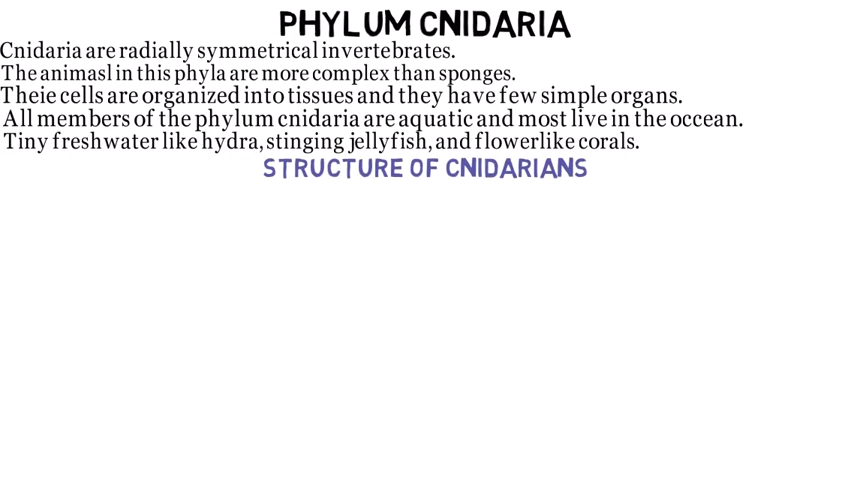 PHYLUM CNIDARIA
Cnidaria are radially symmetrical invertebrates.
The animasl in this phyla are more complex than sponges.
Theie cells are organized into tissues and they have few simple organs.
All members of the phylum cnidaria are aquatic and most live in the occean.
Tiny freshwater like hydra, stinging jellyfish, and flowerlike corals.
STRUCTURE OF CNIDARIANS